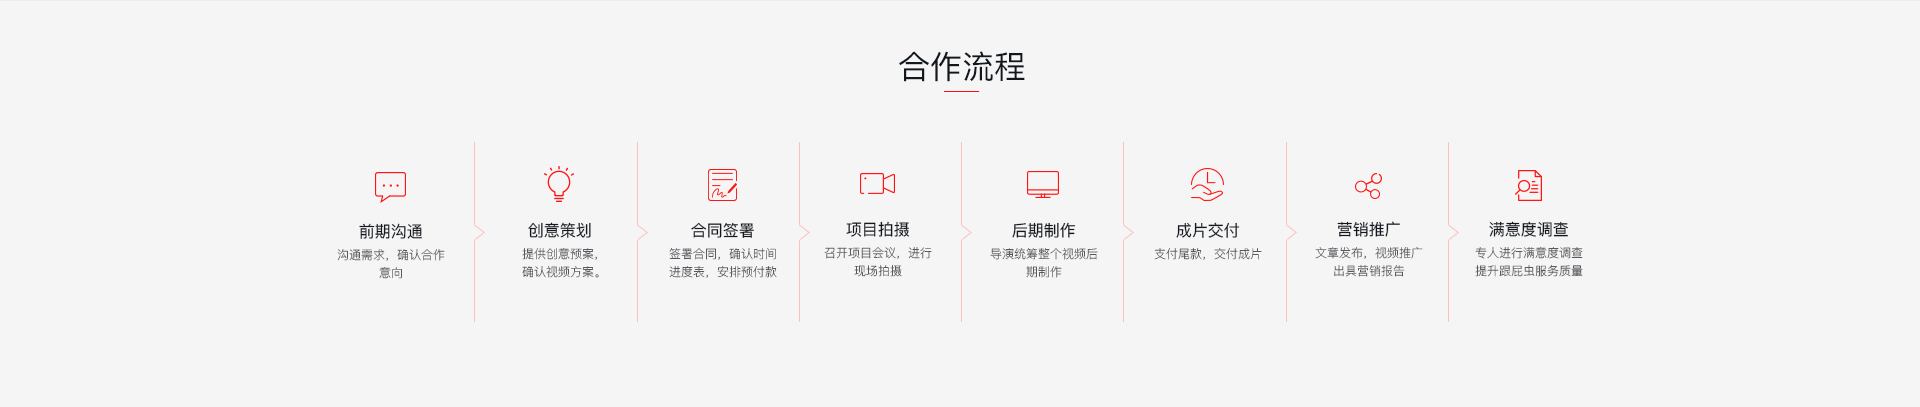 合作流程
前期沟通
沟通需求，确认合作
意向
创意策划
提供创意预案，
确认视频方案。
合同签署
签署合同，确认时间
进度表，安排预付款
项目拍摄
召开项目会议，进行
现场拍摄
后期制作
导演统筹整个视频后
期制作
成片交付
支付尾款，交付成片
营销推广
文章发布，视频推广
出具营销报告
满意度调查
专人进行满意度调查
提升跟屁虫服务质量